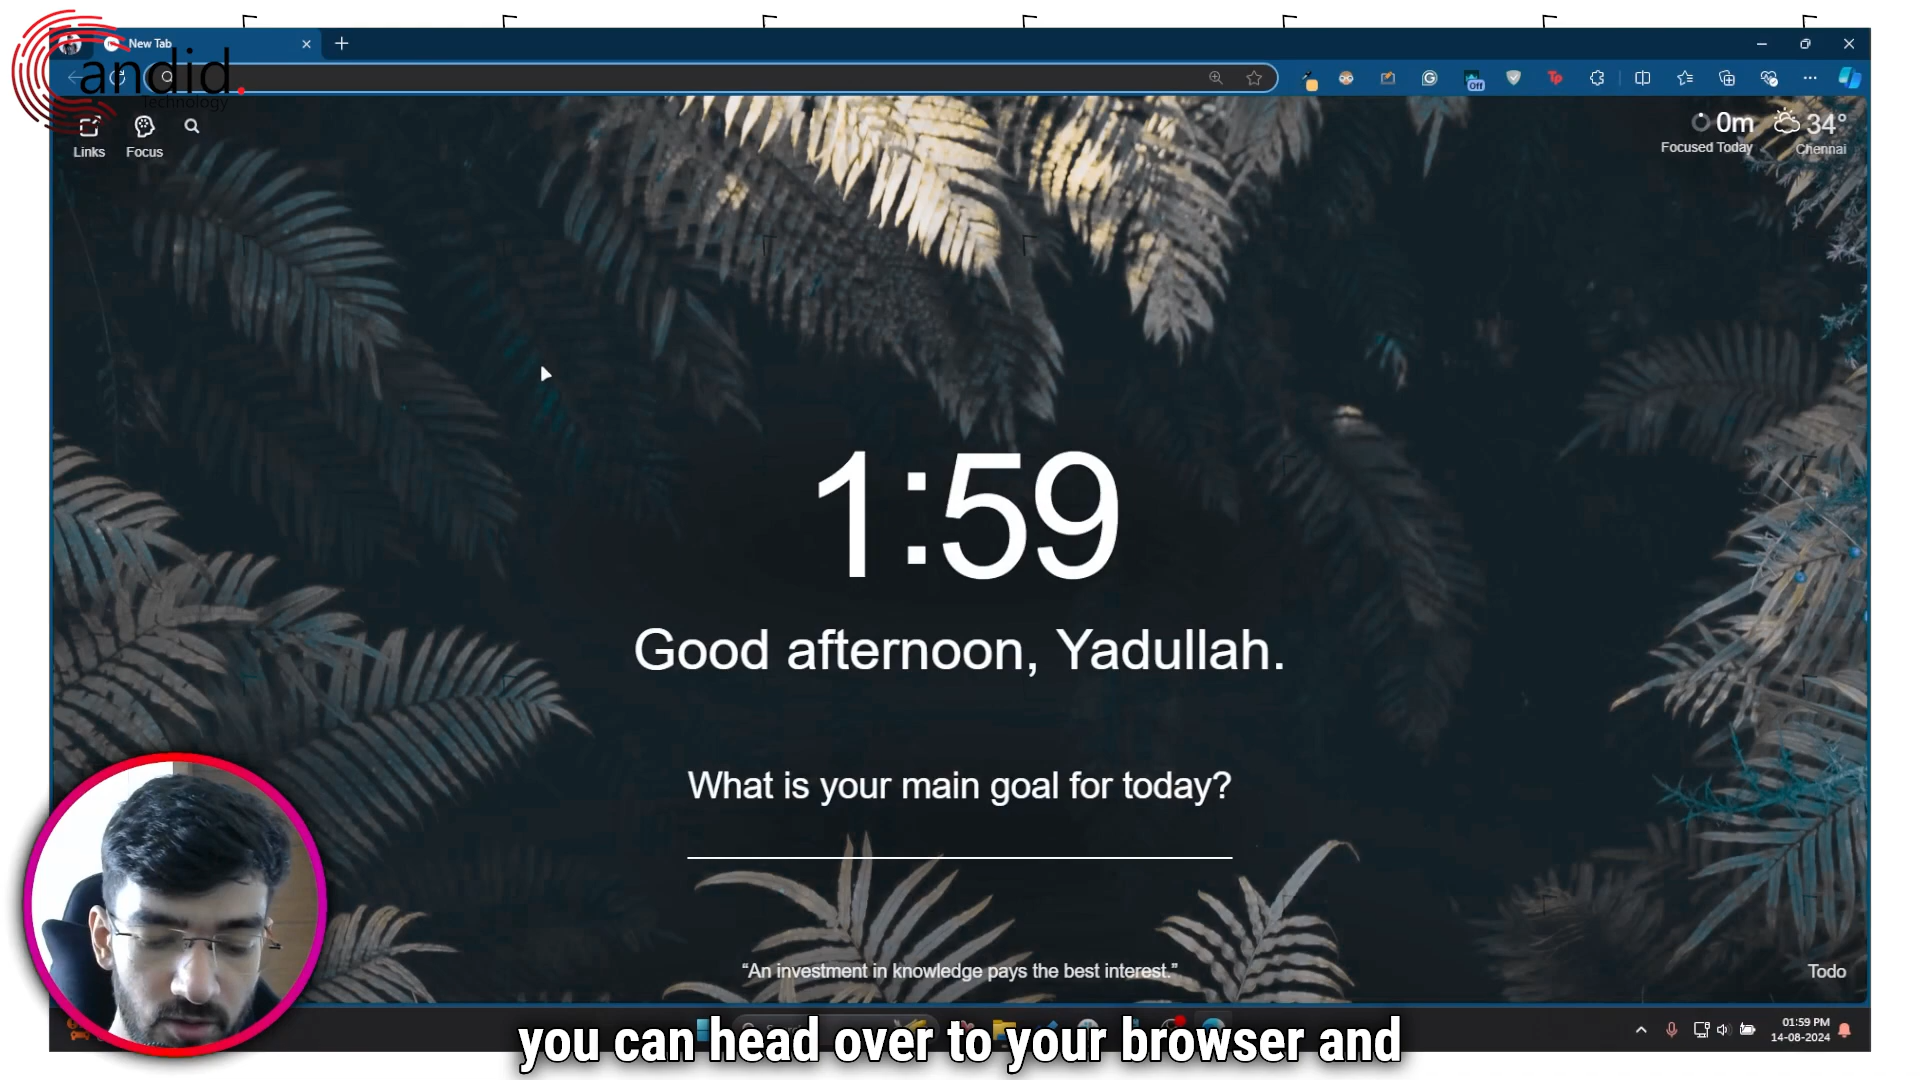 New Tab
andid.
Technology
Off
Tp
Links
Focus
0m
Focused Today
34°
Chennai
1:59
Good afternoon, Yadullah.
What is your main goal for today?
“An investment in knowledge pays the best interest.”
Todo
you can head over to your browser and
01:59 PM
14-08-2024